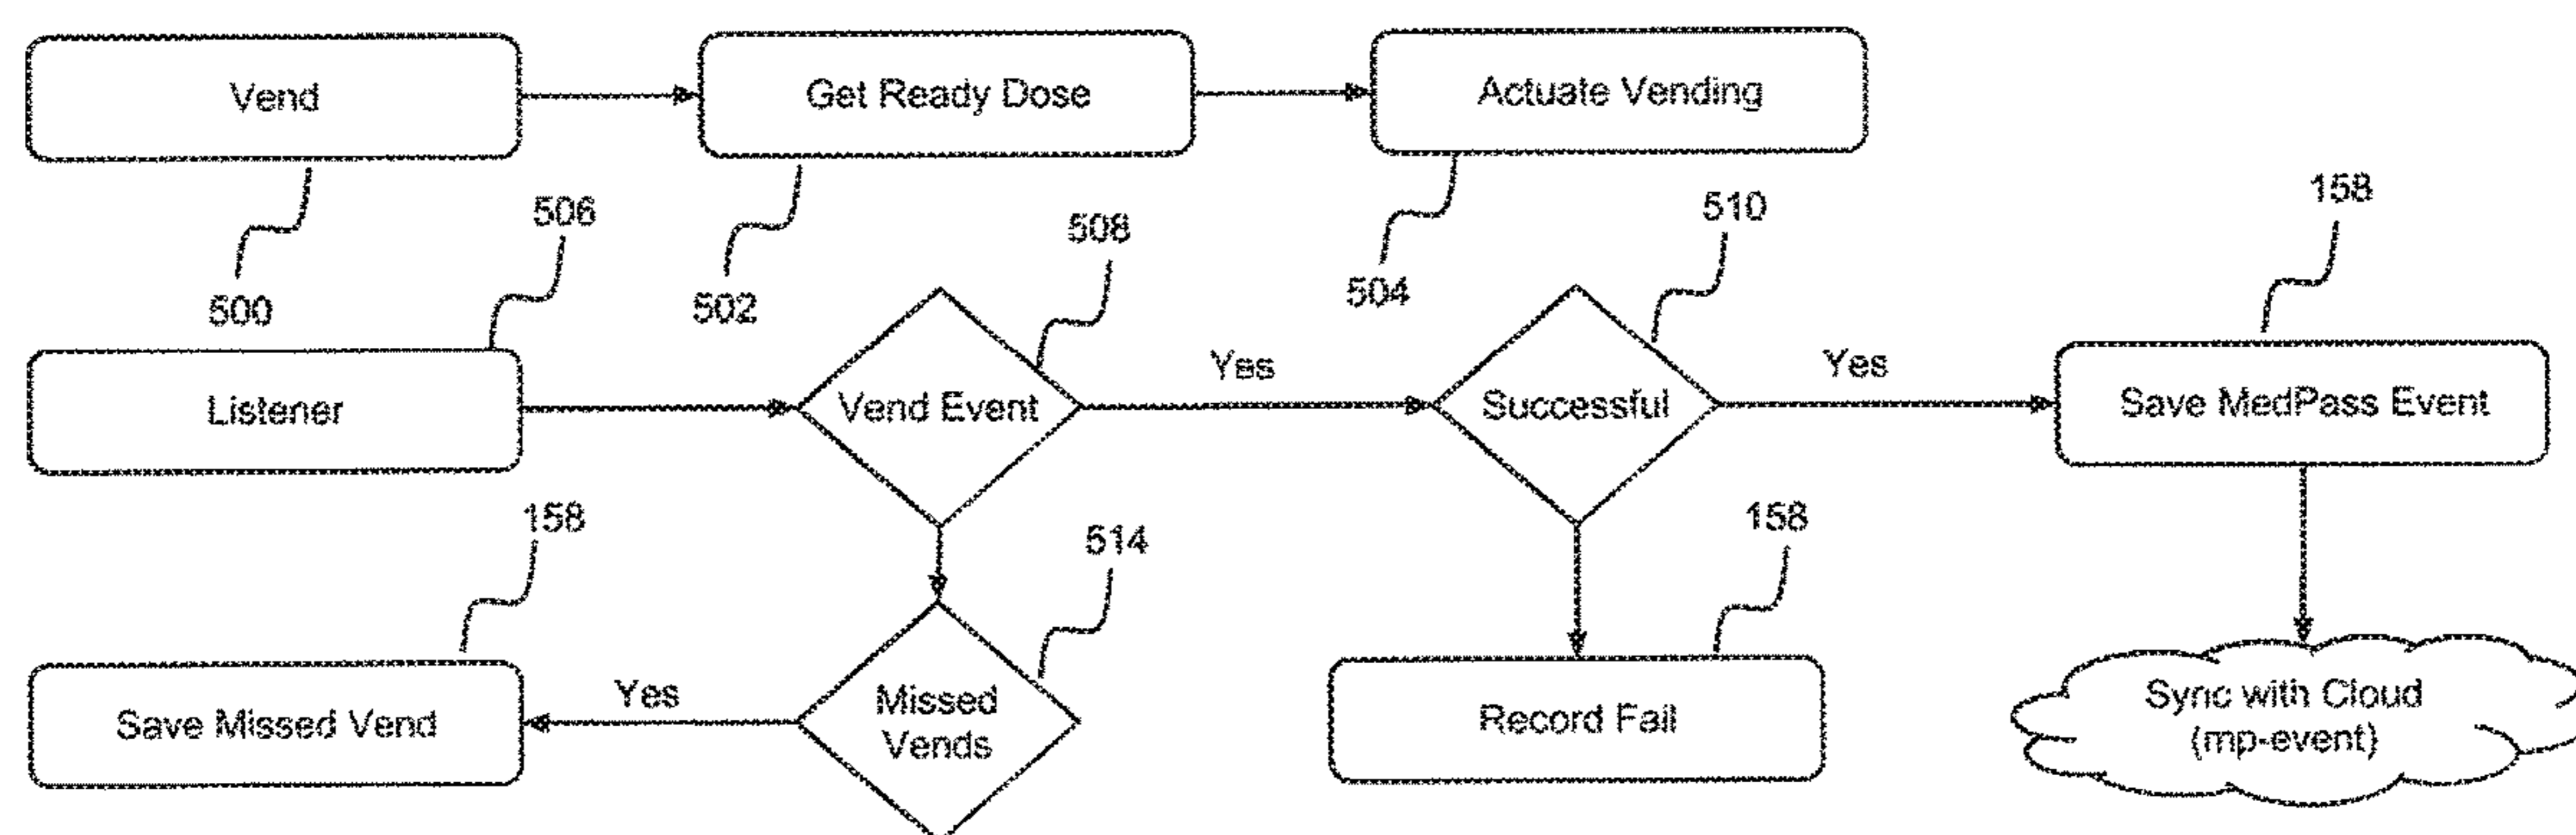 Vend
Get Ready Dose
Actuate Vending
500
502
504
506
508
510
158
Listener
Vend Event
Yes
Successful
Yes
Save MedPass Event
158
514
158
Save Missed Vend
Yes
Missed
Vends
Record Fail
Sync with Cloud
(mp-event)